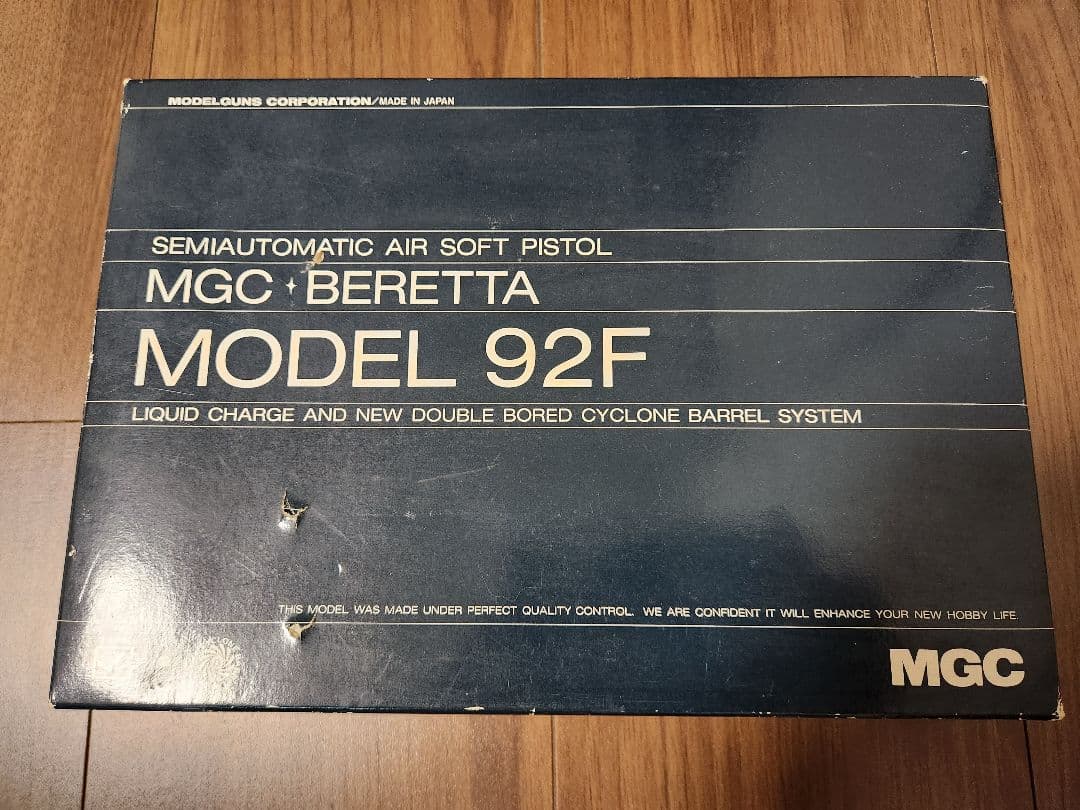 MODELGUNS CORPORATION/MADE IN JAPAN
SEMIAUTOMATIC AIR SOFT PISTOL
MGC BERETTA
MODEL 92F
LIQUID CHARGE AND NEW DOUBLE BORED CYCLONE BARREL SYSTEM
THIS MODEL WAS MADE UNDER PERFECT QUALITY CONTROL. WE ARE CONFIDENT IT WILL ENHANCE YOUR NEW HOBBY LIFE.
MGC